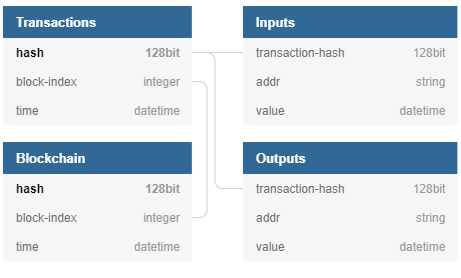 Transactions
hash 128bit
block-index integer
time datetime
Inputs
transaction-hash 128bit
addr string
value datetime
Blockchain
hash 128bit
block-index integer
time datetime
Outputs
transaction-hash 128bit
addr string
value datetime